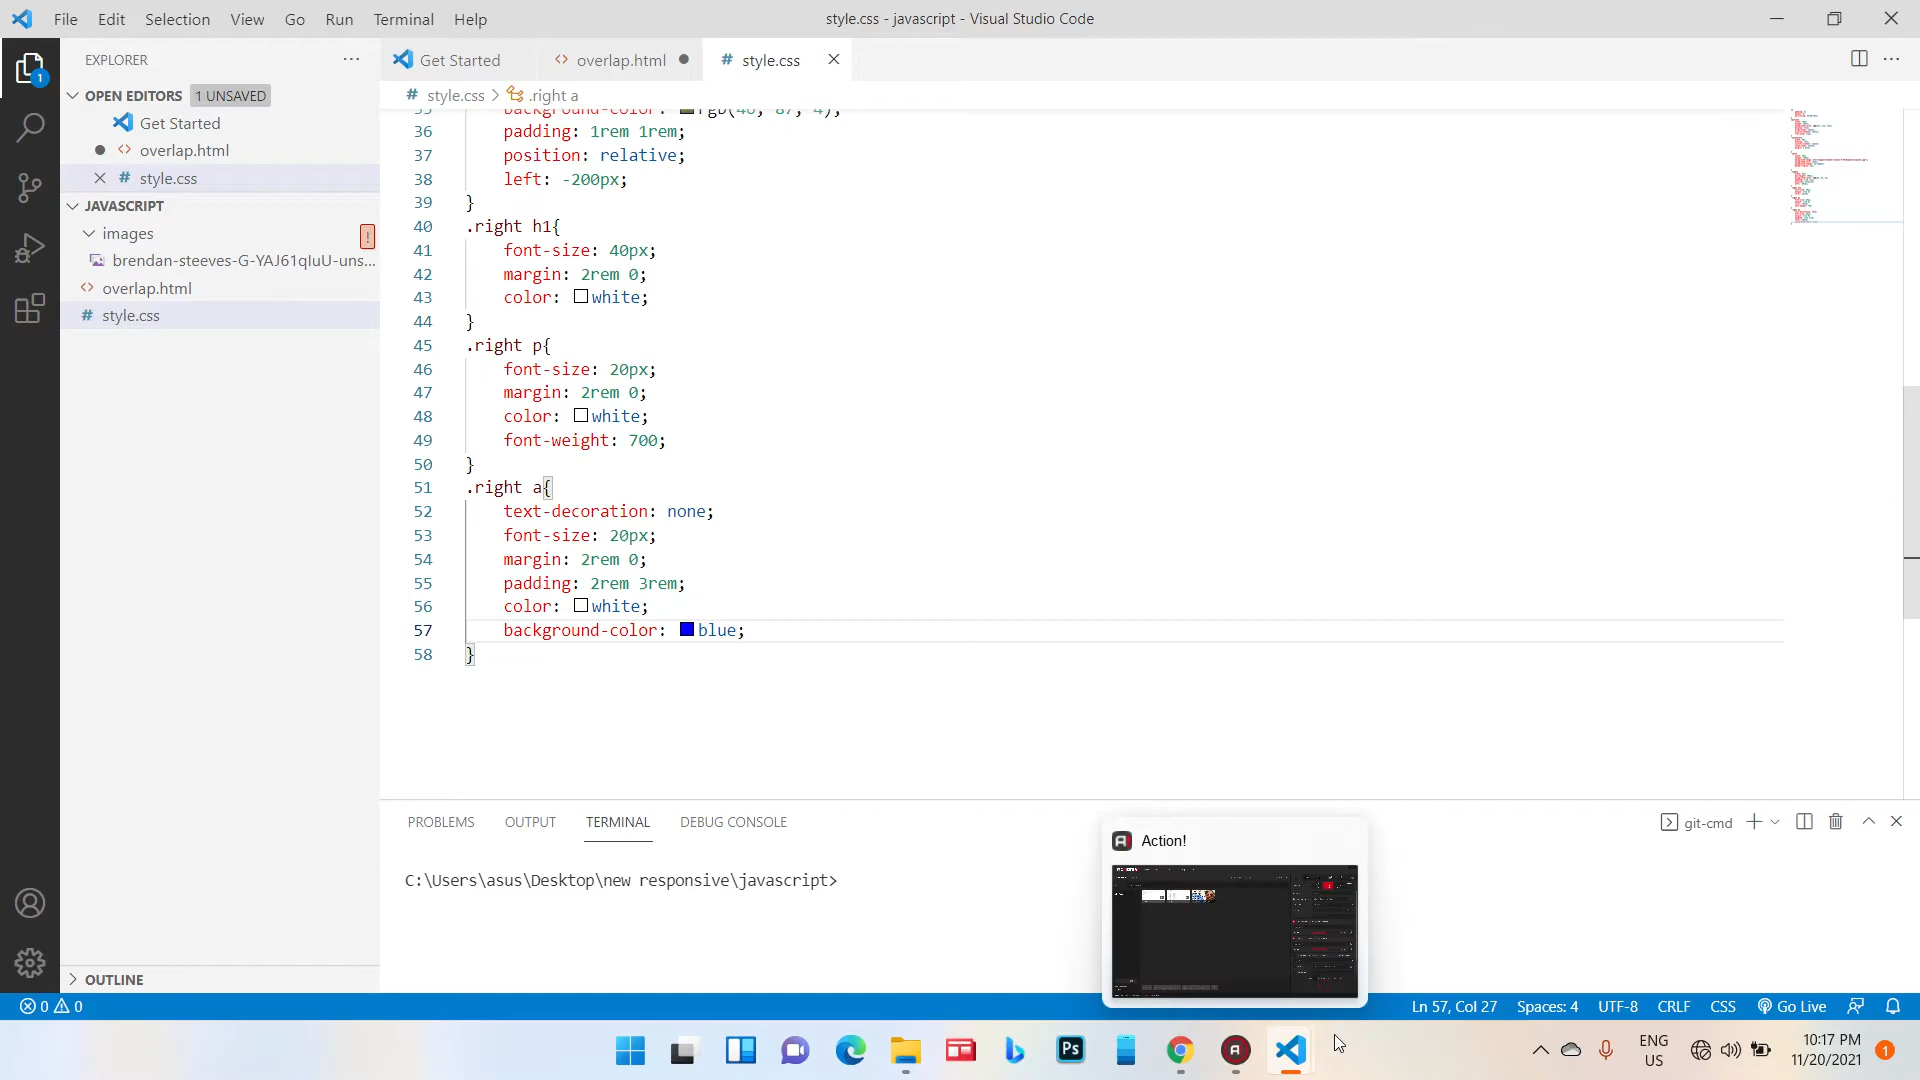 File Edit Selection View Go Run Terminal Help
style.css - javascript - Visual Studio Code
EXPLORER
Get Started
overlap.html
style.css
OPEN EDITORS 1 UNSAVED
style.css > .right a
Get Started
overlap.html
style.css
JAVASCRIPT
images
brendan-steeves-G-YAJ61qIuU-uns...
overlap.html
style.css
36 padding: 1rem 1rem;
37 position: relative;
38 left: -200px;
39 }
40 .right h1{
41 font-size: 40px;
42 margin: 2rem 0;
43 color: white;
44 }
45 .right p{
46 font-size: 20px;
47 margin: 2rem 0;
48 color: white;
49 font-weight: 700;
50 }
51 .right a{
52 text-decoration: none;
53 font-size: 20px;
54 margin: 2rem 0;
55 padding: 2rem 3rem;
56 color: white;
57 background-color: blue;
58 }
PROBLEMS OUTPUT TERMINAL DEBUG CONSOLE
git-cmd
C:\Users\asus\Desktop\new responsive\javascript>
Action!
OUTLINE
0 0
Ln 57, Col 27 Spaces: 4 UTF-8 CRLF CSS Go Live
Ps
ENG
US
10:17 PM
11/20/2021
1